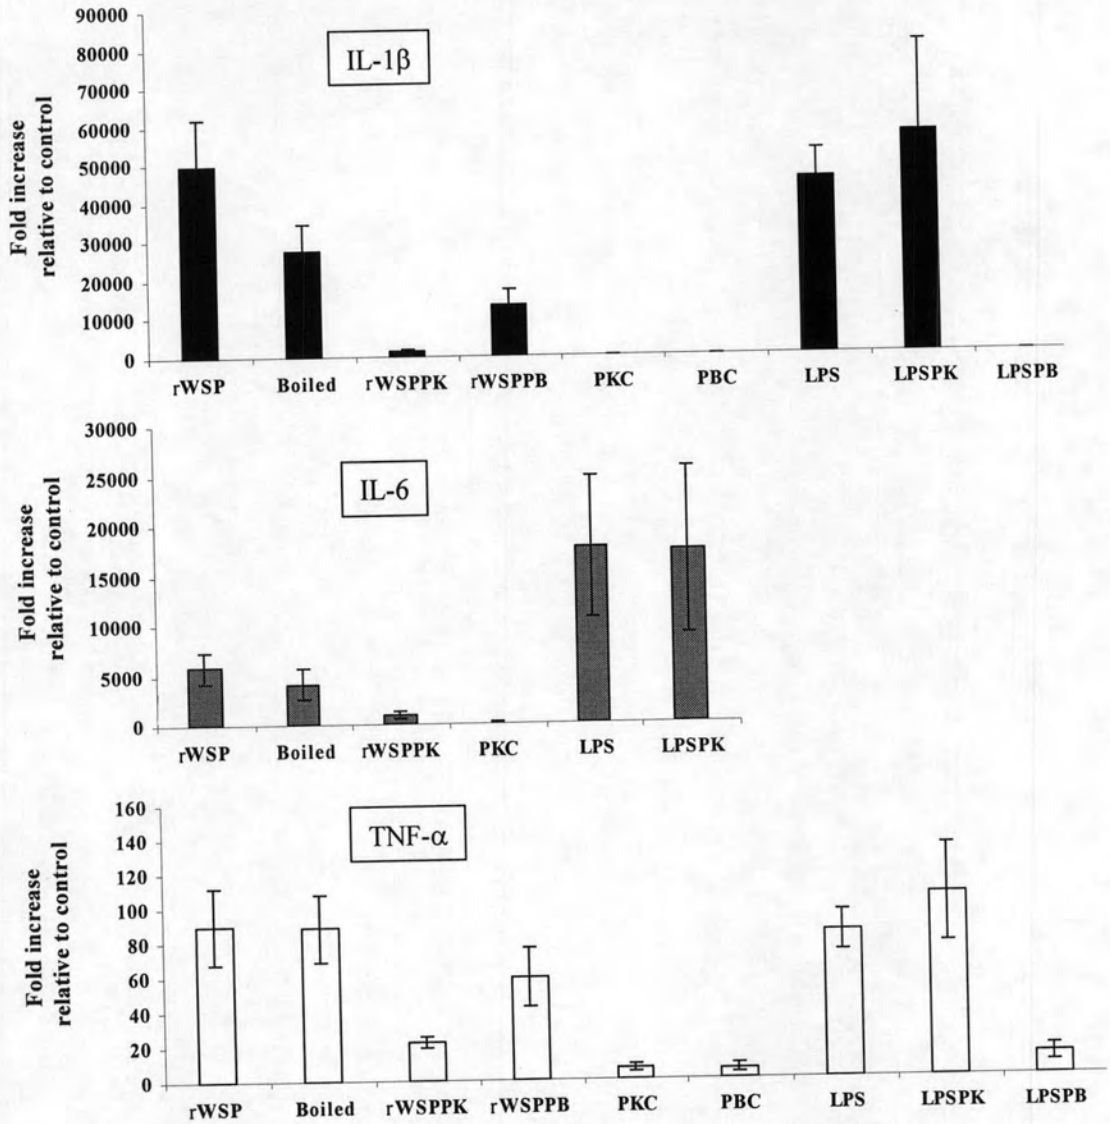 90000
80000
70000
60000
50000
40000
30000
20000
10000
0
Fold increase
relative to control
IL-1β
rWSP Boiled rWSPPK rWSPPB PKC PBC LPS LPSPK LPSPB
30000
25000
20000
15000
10000
5000
0
Fold increase
relative to control
IL-6
rWSP Boiled rWSPPK PKC LPS LPSPK
160
140
120
100
80
60
40
20
0
Fold increase
relative to control
TNF-α
rWSP Boiled rWSPPK rWSPPB PKC PBC LPS LPSPK LPSPB